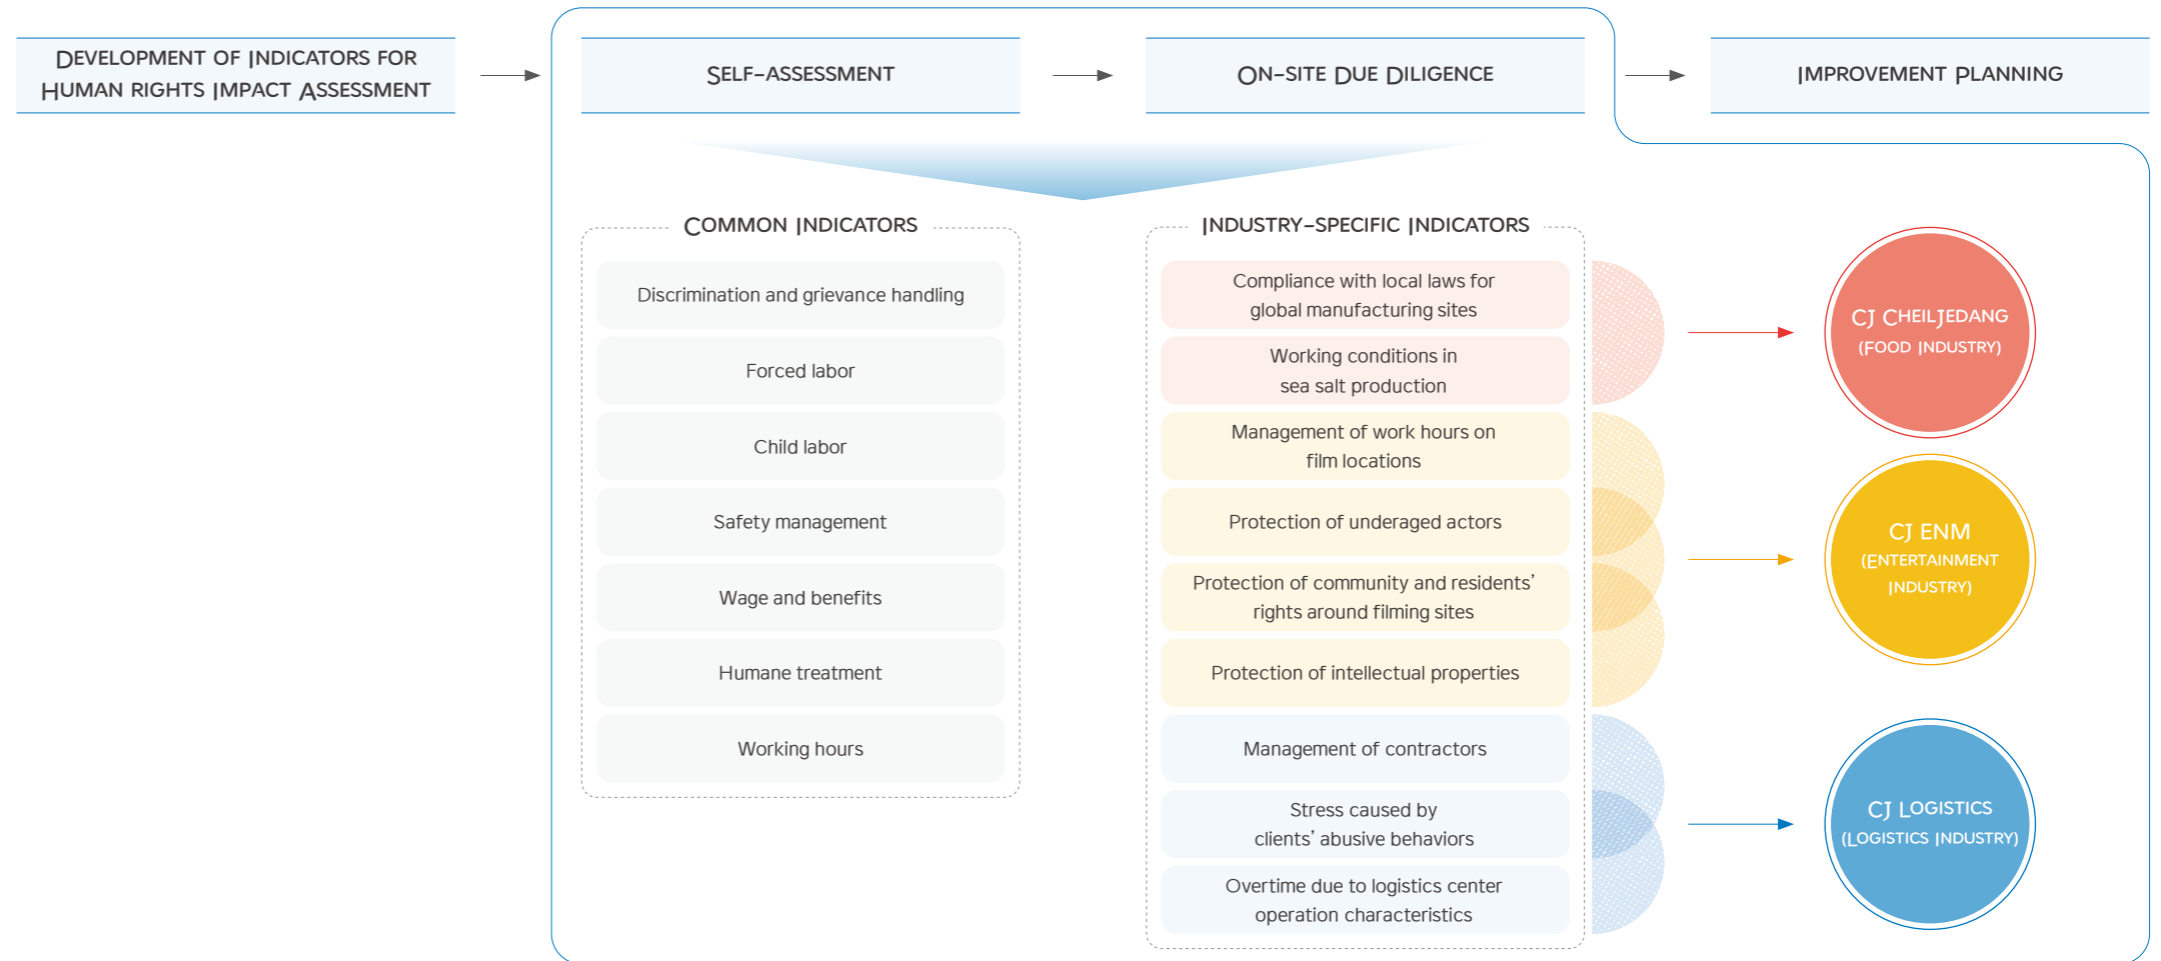 Development of Indicators for
Human rights Impact Assessment
Self-assessment
On-site Due Diligence
Improvement Planning
Common Indicators
Discrimination and grievance handling
Forced labor
Child labor
Safety management
Wage and benefits
Humane treatment
Working hours
Industry-specific Indicators
Compliance with local laws for
global manufacturing sites
Working conditions in
sea salt production
Management of work hours on
film locations
Protection of underaged actors
Protection of community and residents’
rights around filming sites
Protection of intellectual properties
Management of contractors
Stress caused by
clients’ abusive behaviors
Overtime due to logistics center
operation characteristics
CJ CheilJedang
(Food Industry)
CJ ENM
(Entertainment
Industry)
CJ Logistics
(Logistics Industry)